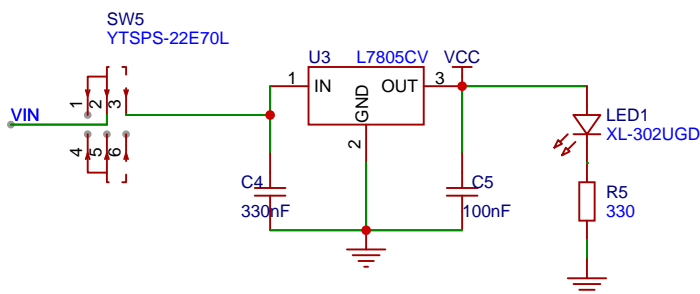 SW5
YTSPS-22E70L
U3 L7805CV VCC
1 2 3
VIN
4 5 6
1 IN OUT 3
GND
2
LED1
XL-302UGD
C4
330nF
C5
100nF
R5
330